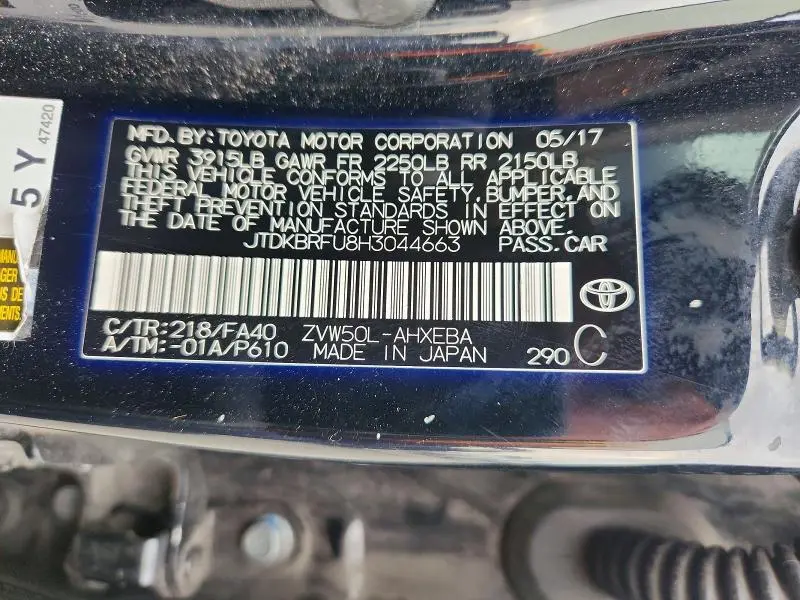 MFD. BY: TOYOTA MOTOR CORPORATION 05/17
GVWR 3915LB GAWR FR 2250LB RR 2150LB
THIS VEHICLE CONFORMS TO ALL APPLICABLE
FEDERAL MOTOR VEHICLE SAFETY, BUMPER, AND
THEFT PREVENTION STANDARDS IN EFFECT ON
THE DATE OF MANUFACTURE SHOWN ABOVE.
JTDKBRFU8H3044663 PASS.CAR
C/TR: 218/FA40 ZVW50L-AHXEBA
A/TM: -01A/P610 MADE IN JAPAN 290 C
5 Y
47420